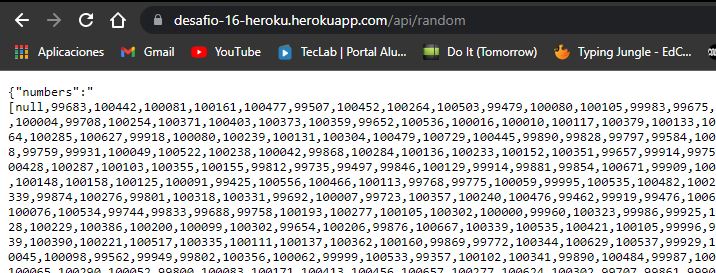 desafio-16-heroku.herokuapp.com/api/random
Aplicaciones Gmail YouTube TecLab | Portal Alu... Do It (Tomorrow) Typing Jungle - EdC...
{"numbers":"
[null,99683,100442,100081,100161,100477,99507,100452,100264,100503,99479,100080,100105,99983,99675,
,100004,99708,100254,100371,100403,100373,100359,99652,100536,100016,100010,100117,100379,100133,10
64,100285,100627,99918,100080,100239,100131,100304,100479,100729,100445,99890,99828,99797,99584,100
8,99759,99931,100049,100522,100238,100042,99868,100284,100136,100233,100152,100351,99657,99914,9975
00428,100287,100103,100355,100155,99812,99735,99497,99846,100129,99914,99881,99854,100671,99909,100
,100148,100158,100125,100091,99425,100556,100466,100113,99768,99775,100059,99995,100535,100482,1002
339,99874,100276,99801,100318,100331,99692,100007,99723,100357,100240,99476,99462,99919,99476,1006
100076,100534,99744,99833,99688,99758,100193,100277,100105,100302,100000,99960,100323,99986,99925,1
28,100229,100386,100200,100099,100302,99654,100206,99876,100667,100339,100535,100421,100105,99996,9
39,100390,100221,100517,100335,100111,100137,100362,100160,99869,99772,100344,100629,100537,99929,1
0045,100098,99562,99949,99802,100356,100062,99999,100533,99357,100102,100341,99890,100484,99987,100